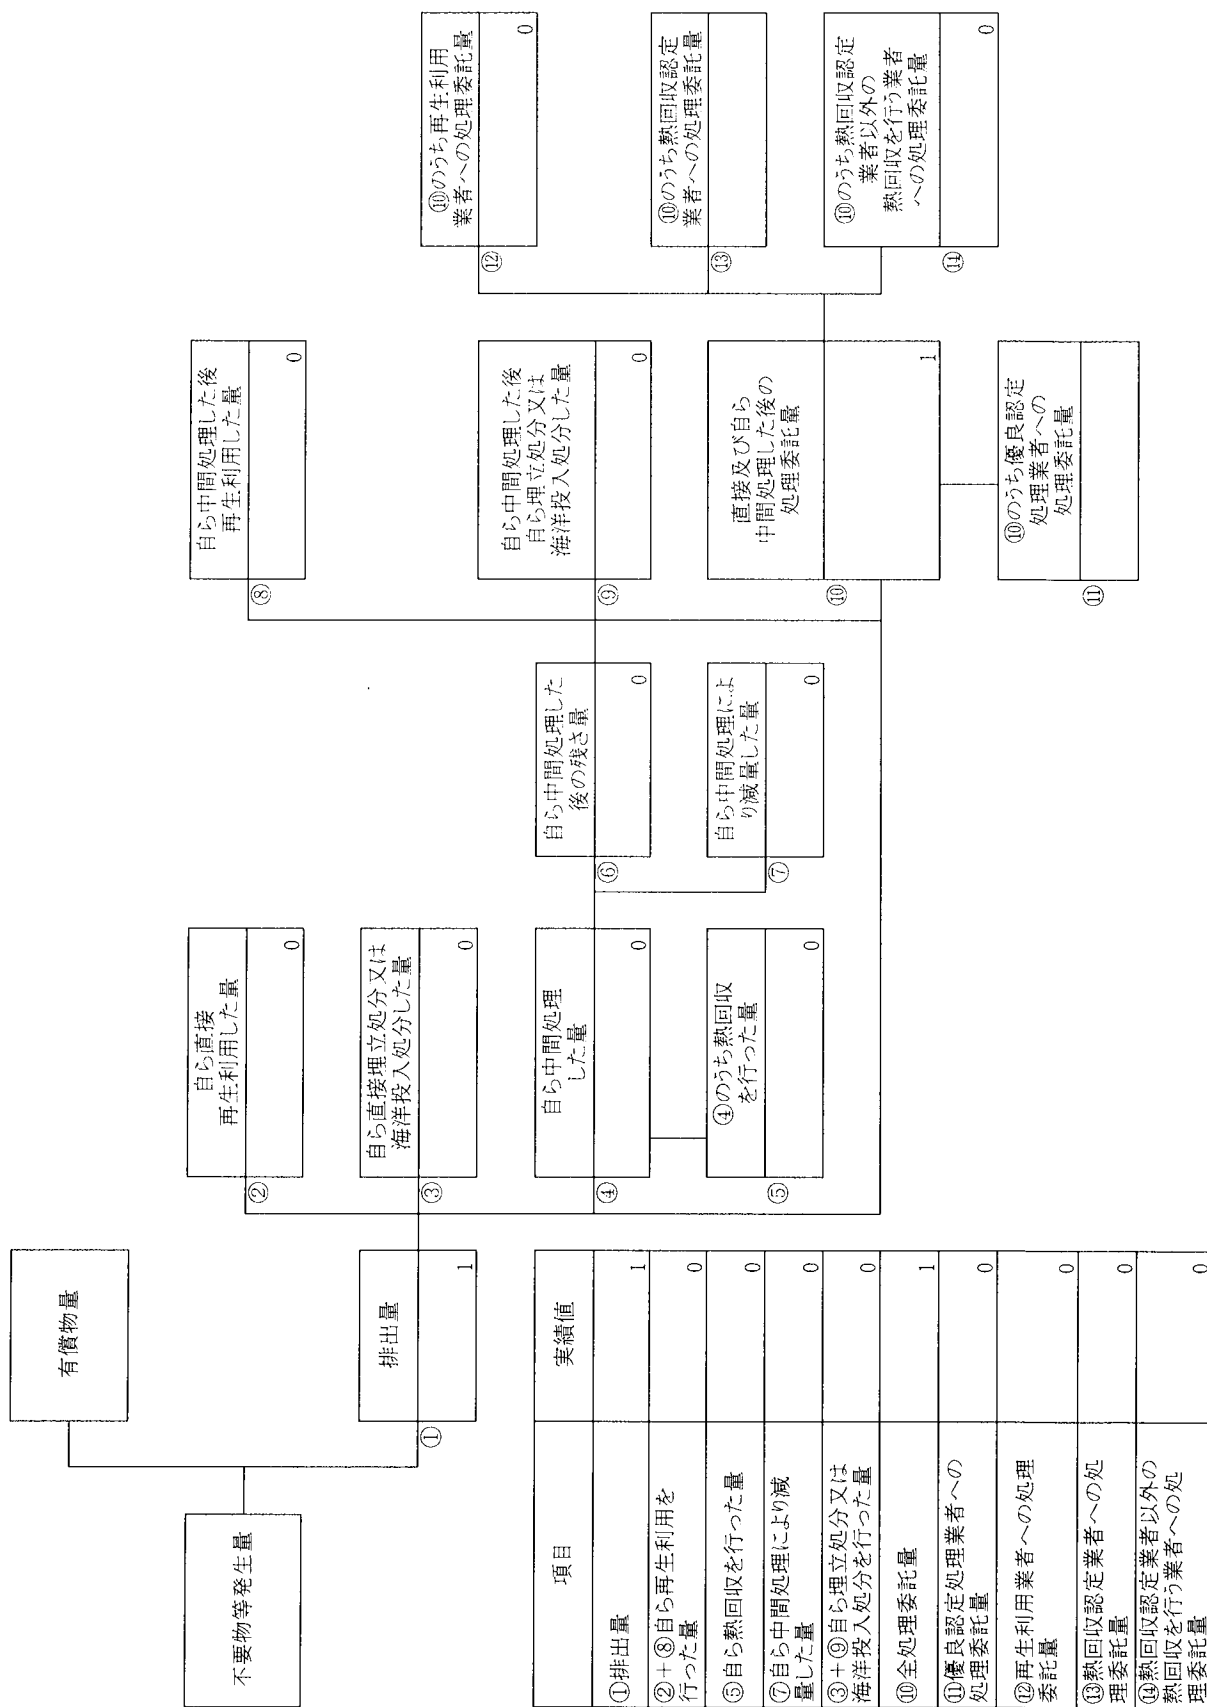 不要物等発生量
有償物量
①
排出量
1
②
自ら直接
再生利用した量
0
③
自ら直接埋立処分又は
海洋投入処分した量
0
④
自ら中間処理
した量
0
⑤
④のうち熱回収
を行った量
0
⑥
自ら中間処理した
後の残さ量
0
⑦
自ら中間処理によ
り減量した量
0
⑧
自ら中間処理した後
再生利用した量
0
⑨
自ら中間処理した後
自ら埋立処分又は
海洋投入処分した量
0
⑩
直接及び自ら
中間処理した後の
処理委託量
1
⑪
⑩のうち優良認定
処理業者への
処理委託量
⑫
⑩のうち再生利用
業者への処理委託量
0
⑬
⑩のうち熱回収認定
業者への処理委託量
⑭
⑩のうち熱回収認定
業者以外の
熱回収を行う業者
への処理委託量
0
項目 実績値
①排出量 1
②+⑧自ら再生利用を
行った量 0
⑤自ら熱回収を行った量 0
⑦自ら中間処理により減
量した量 0
③+⑨自ら埋立処分又は
海洋投入処分を行った量 0
⑩全処理委託量 1
⑪優良認定処理業者への
処理委託量 0
⑫再生利用業者への処理
委託量 0
⑬熱回収認定業者への処
理委託量 0
⑭熱回収認定業者以外の
熱回収を行う業者への処
理委託量 0